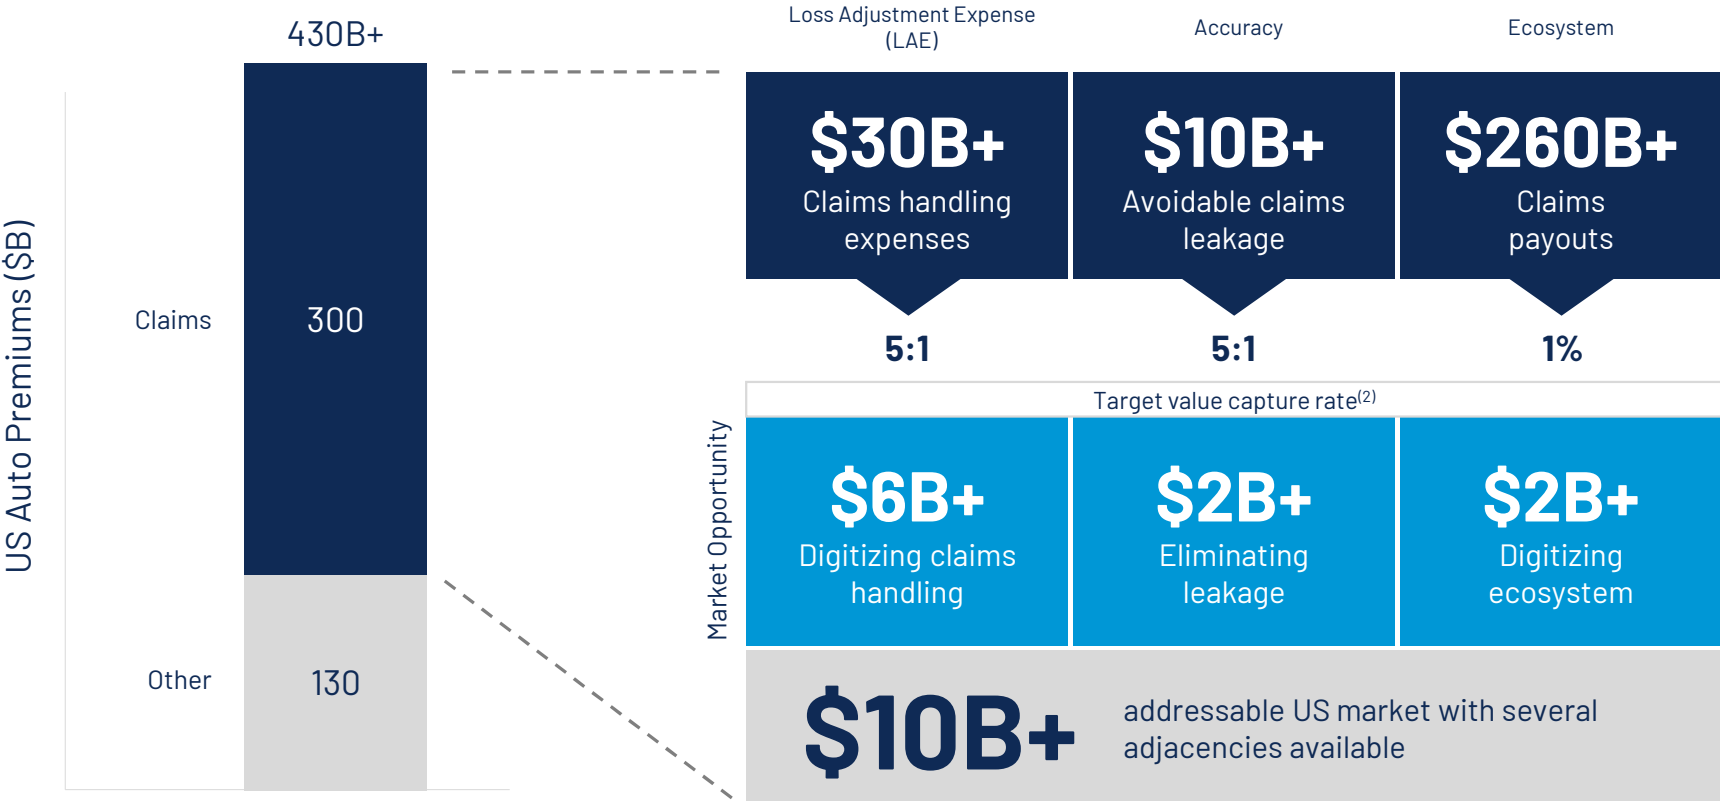 US Auto Premiums ($B)
430B+
Claims
300
Other
130
Loss Adjustment Expense
(LAE)
Accuracy
Ecosystem
$30B+
Claims handling
expenses
$10B+
Avoidable claims
leakage
$260B+
Claims
payouts
5:1
5:1
1%
Target value capture rate(2)
Market Opportunity
$6B+
Digitizing claims
handling
$2B+
Eliminating
leakage
$2B+
Digitizing
ecosystem
$10B+
addressable US market with several
adjacencies available